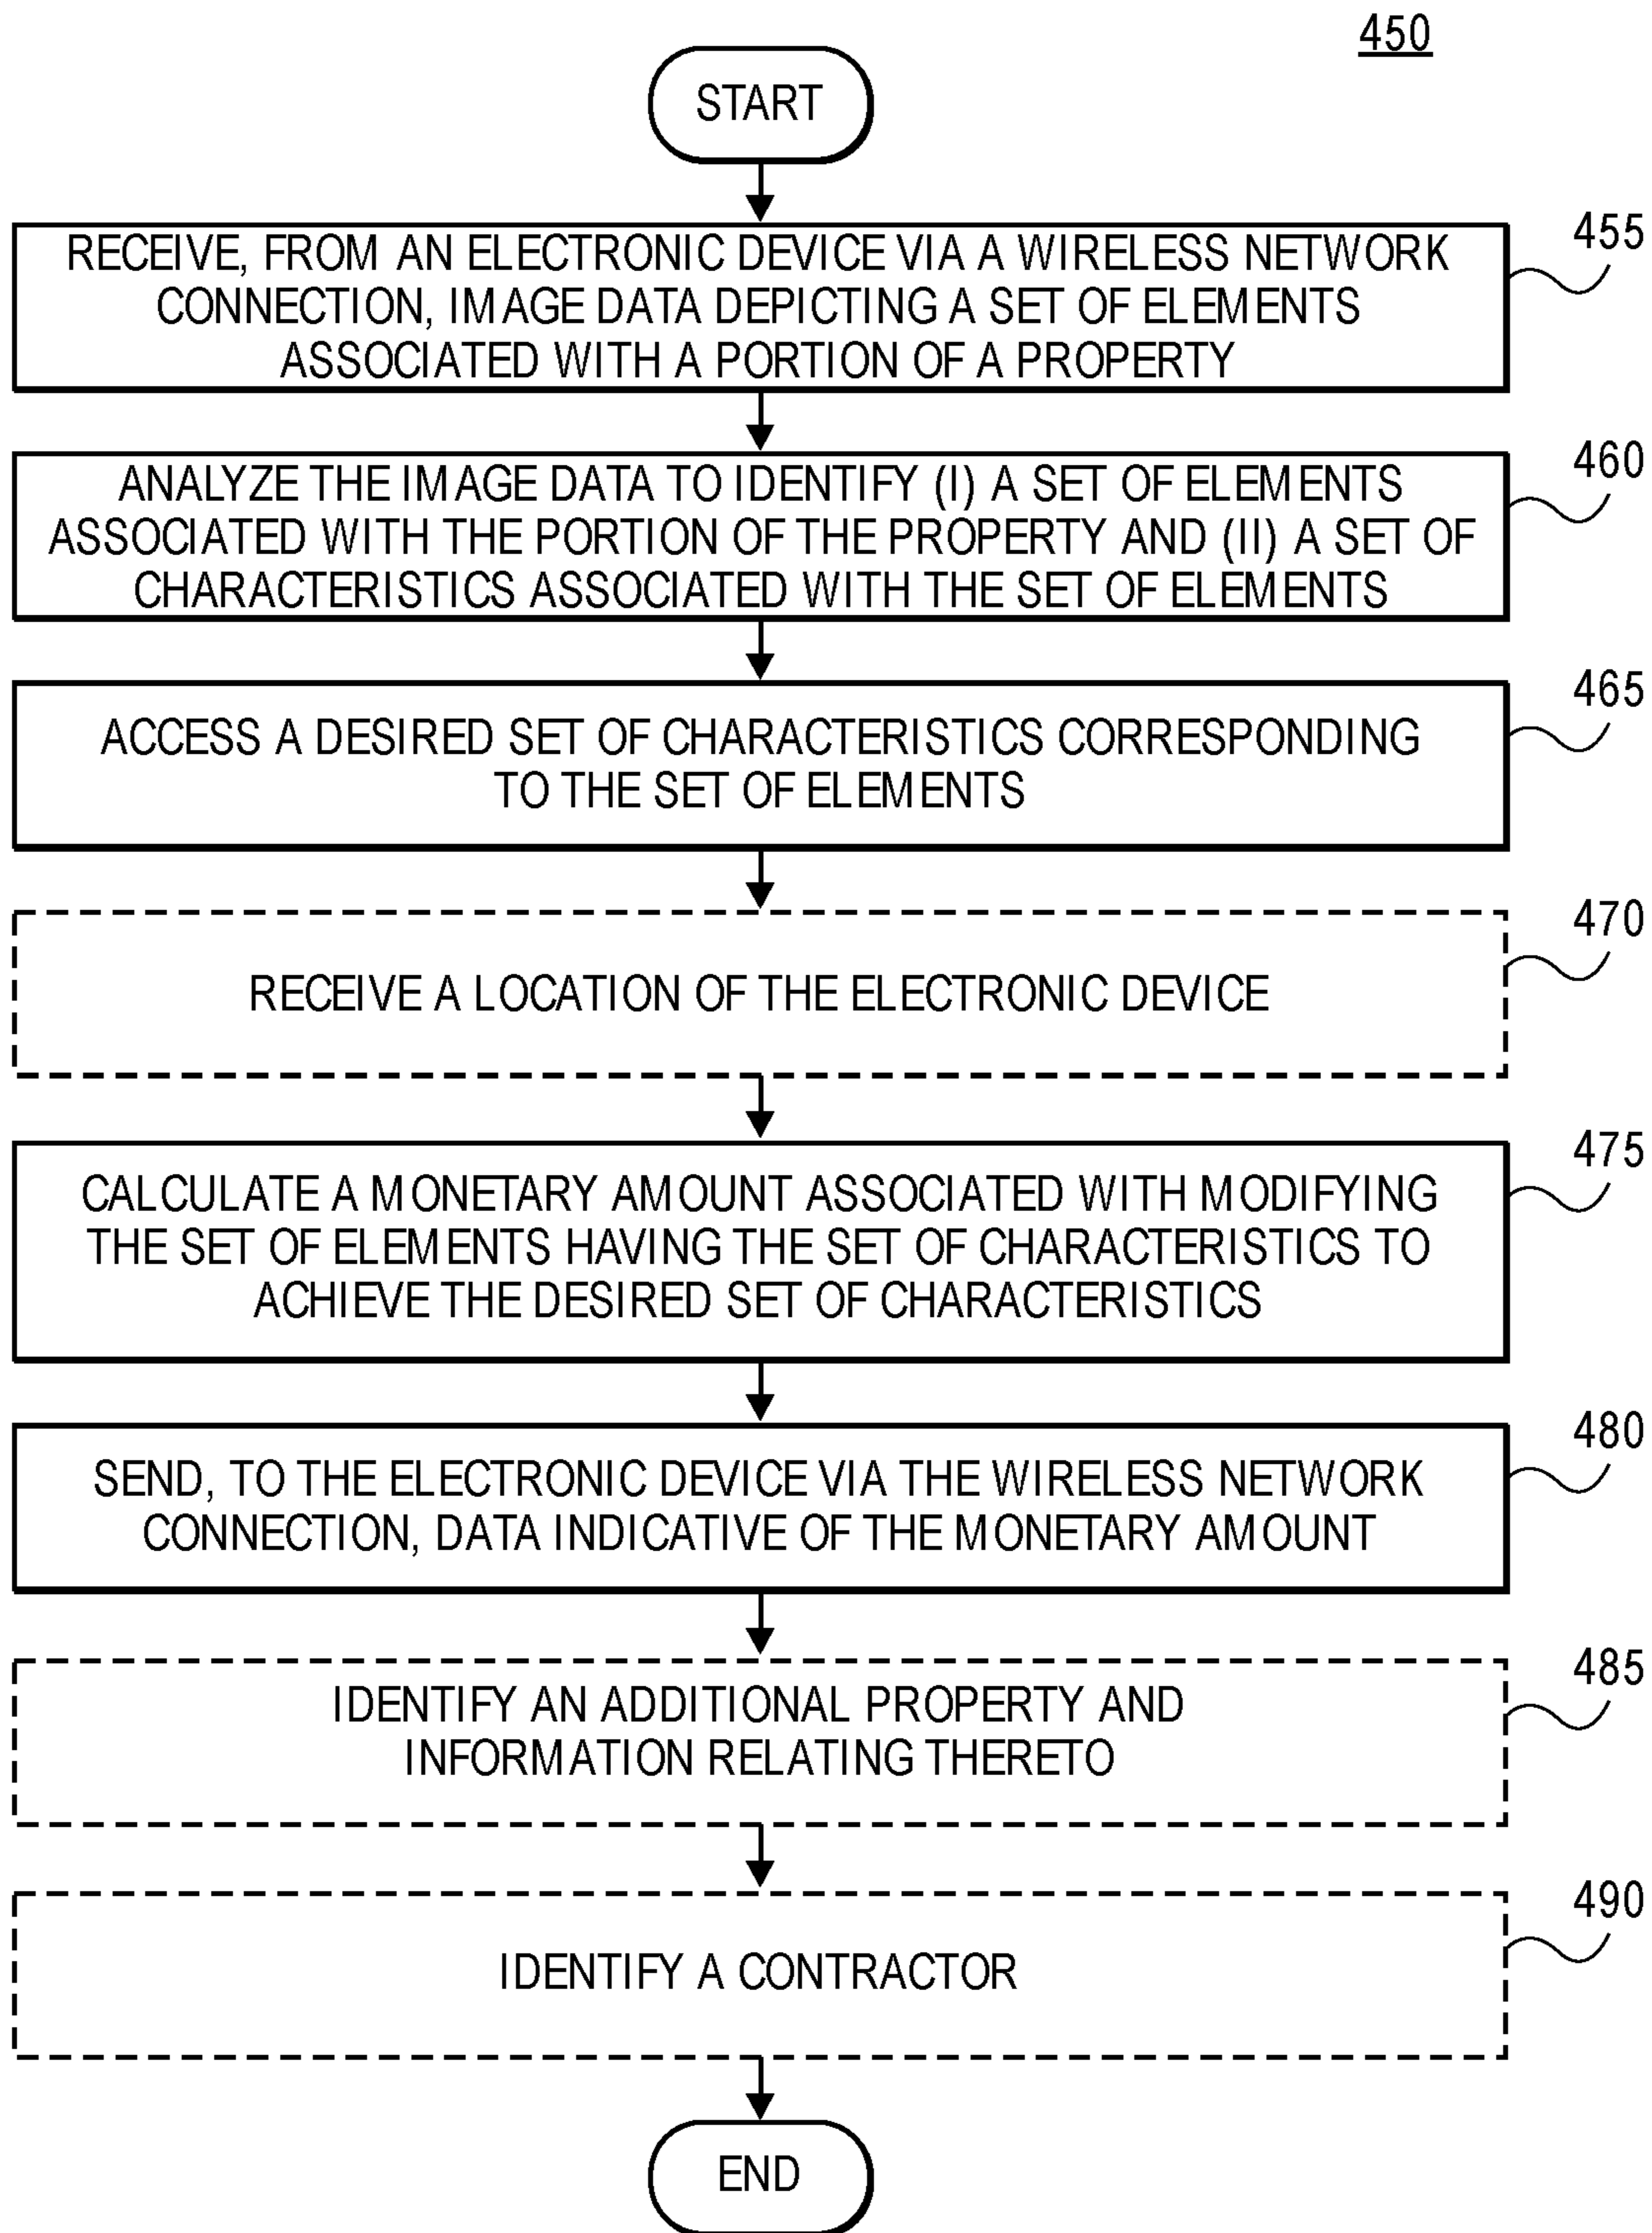 450
START
455
RECEIVE, FROM AN ELECTRONIC DEVICE VIA A WIRELESS NETWORK
CONNECTION, IMAGE DATA DEPICTING A SET OF ELEMENTS
ASSOCIATED WITH A PORTION OF A PROPERTY
460
ANALYZE THE IMAGE DATA TO IDENTIFY (I) A SET OF ELEMENTS
ASSOCIATED WITH THE PORTION OF THE PROPERTY AND (II) A SET OF
CHARACTERISTICS ASSOCIATED WITH THE SET OF ELEMENTS
465
ACCESS A DESIRED SET OF CHARACTERISTICS CORRESPONDING
TO THE SET OF ELEMENTS
470
RECEIVE A LOCATION OF THE ELECTRONIC DEVICE
475
CALCULATE A MONETARY AMOUNT ASSOCIATED WITH MODIFYING
THE SET OF ELEMENTS HAVING THE SET OF CHARACTERISTICS TO
ACHIEVE THE DESIRED SET OF CHARACTERISTICS
480
SEND, TO THE ELECTRONIC DEVICE VIA THE WIRELESS NETWORK
CONNECTION, DATA INDICATIVE OF THE MONETARY AMOUNT
485
IDENTIFY AN ADDITIONAL PROPERTY AND
INFORMATION RELATING THERETO
490
IDENTIFY A CONTRACTOR
END